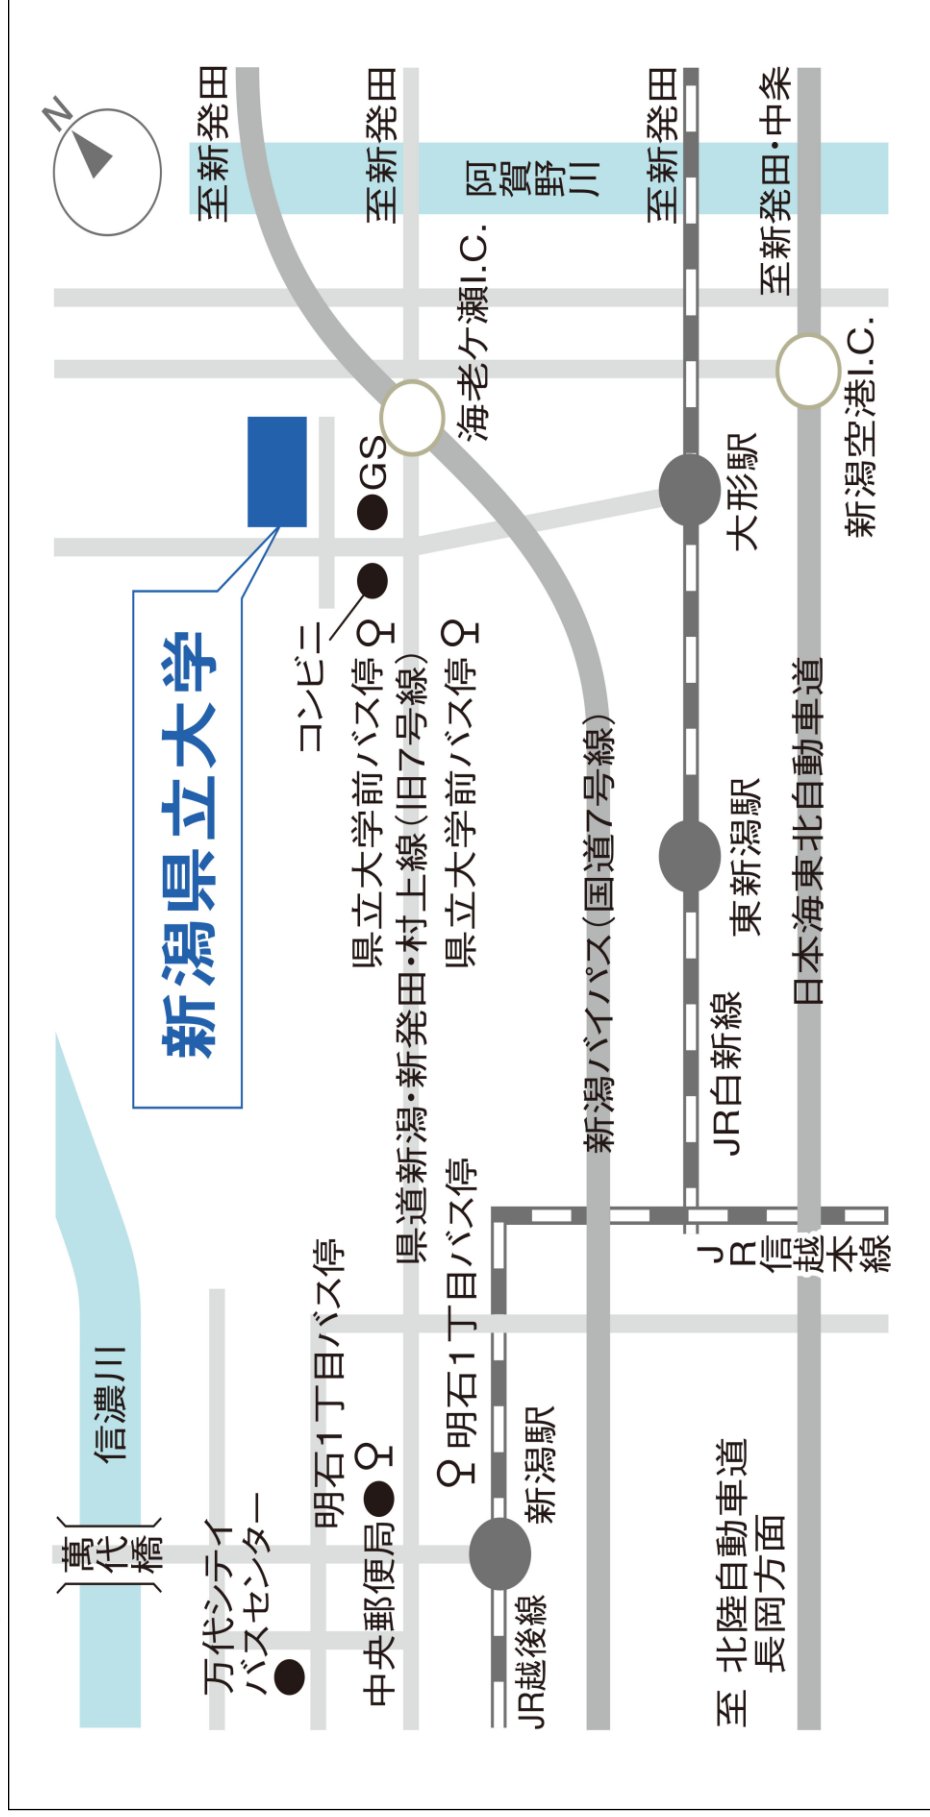 N
至新発田
至新発田
阿賀
野川
至新発田
至新発田・中条
海老ケ瀬I.C.
新潟空港I.C.
GS
大形駅
新潟県立大学
コンビニ
県立大学前バス停
県道新潟・新発田・村上線(旧7号線)
県立大学前バス停
新潟バイパス(国道7号線)
東新潟駅
日本海東北自動車道
JR白新線
JR信越本線
信濃川
明石1丁目バス停
明石1丁目バス停
萬代橋
万代シテイ
バスセンター
中央郵便局
新潟駅
JR越後線
至 北陸自動車道
長岡方面